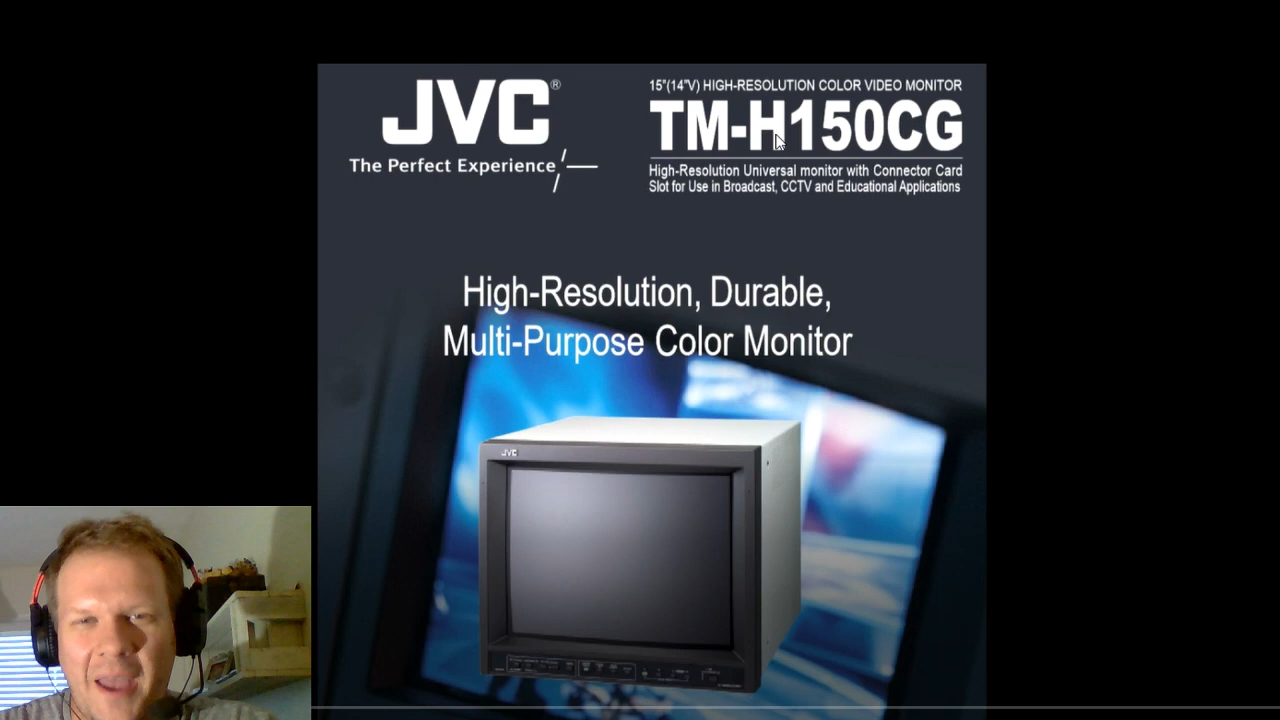 JVC®
The Perfect Experience
15"(14"V) HIGH-RESOLUTION COLOR VIDEO MONITOR
TM-H150CG
High-Resolution Universal monitor with Connector Card
Slot for Use in Broadcast, CCTV and Educational Applications
High-Resolution, Durable,
Multi-Purpose Color Monitor
JVC